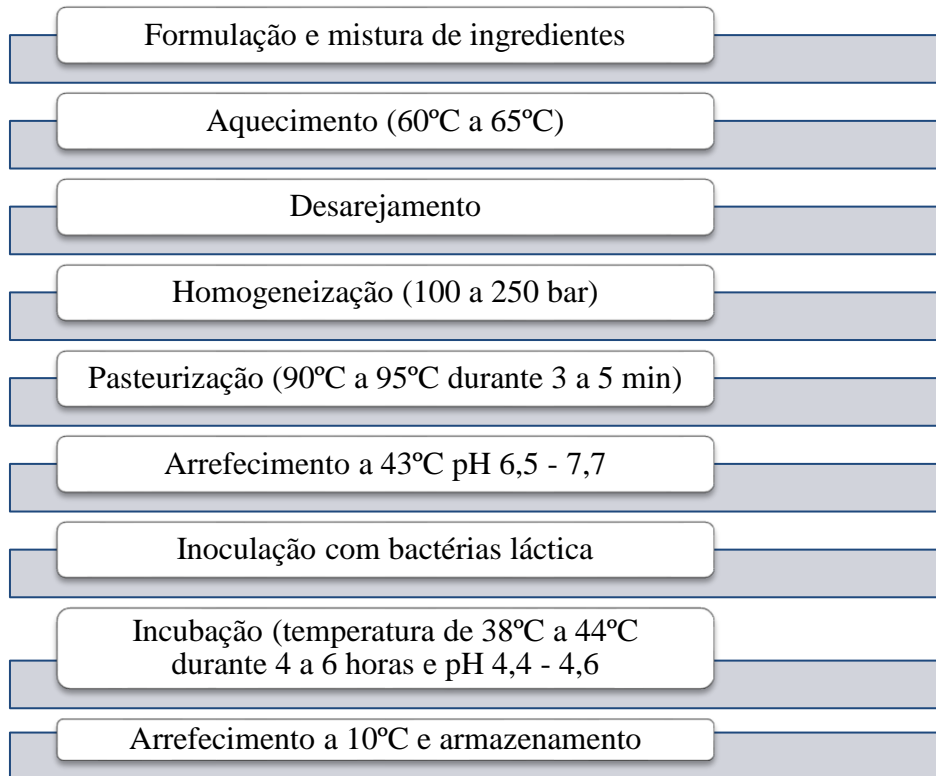 Formulação e mistura de ingredientes
Aquecimento (60ºC a 65ºC)
Desarejamento
Homogeneização (100 a 250 bar)
Pasteurização (90ºC a 95ºC durante 3 a 5 min)
Arrefecimento a 43ºC pH 6,5 - 7,7
Inoculação com bactérias láctica
Incubação (temperatura de 38ºC a 44ºC
durante 4 a 6 horas e pH 4,4 - 4,6
Arrefecimento a 10ºC e armazenamento